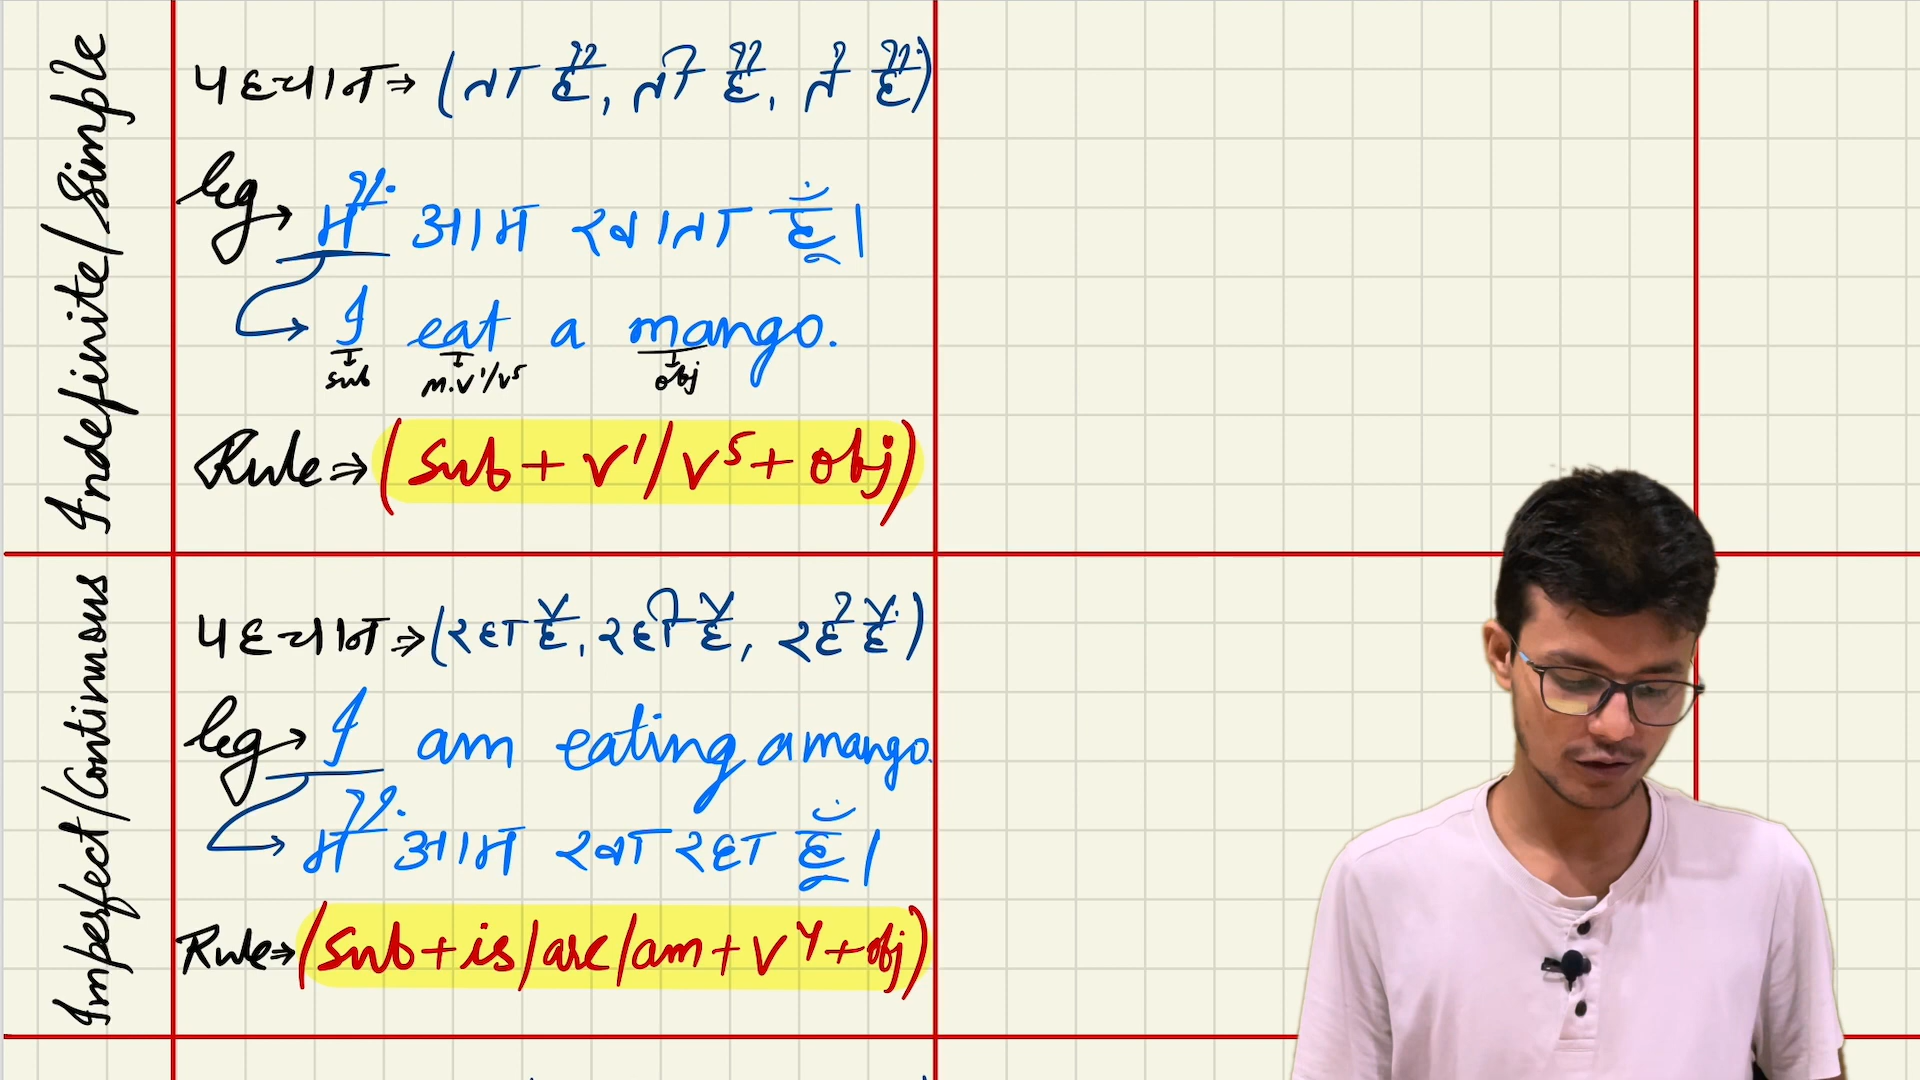 Indefinite/Simple
पहचान ⇒ (ता है, ती है, ते हैं)
eg → मैं आम खाता हूँ।
I eat a mango.
sub m.v¹/v⁵ obj
Rule ⇒ (Sub + v¹/v⁵ + obj)
Imperfect/Continuous
पहचान ⇒ (रहा है, रही है, रहे हैं)
eg → I am eating a mango.
मैं आम खा रहा हूँ।
Rule → (Sub + is/are/am + v⁴ + obj)